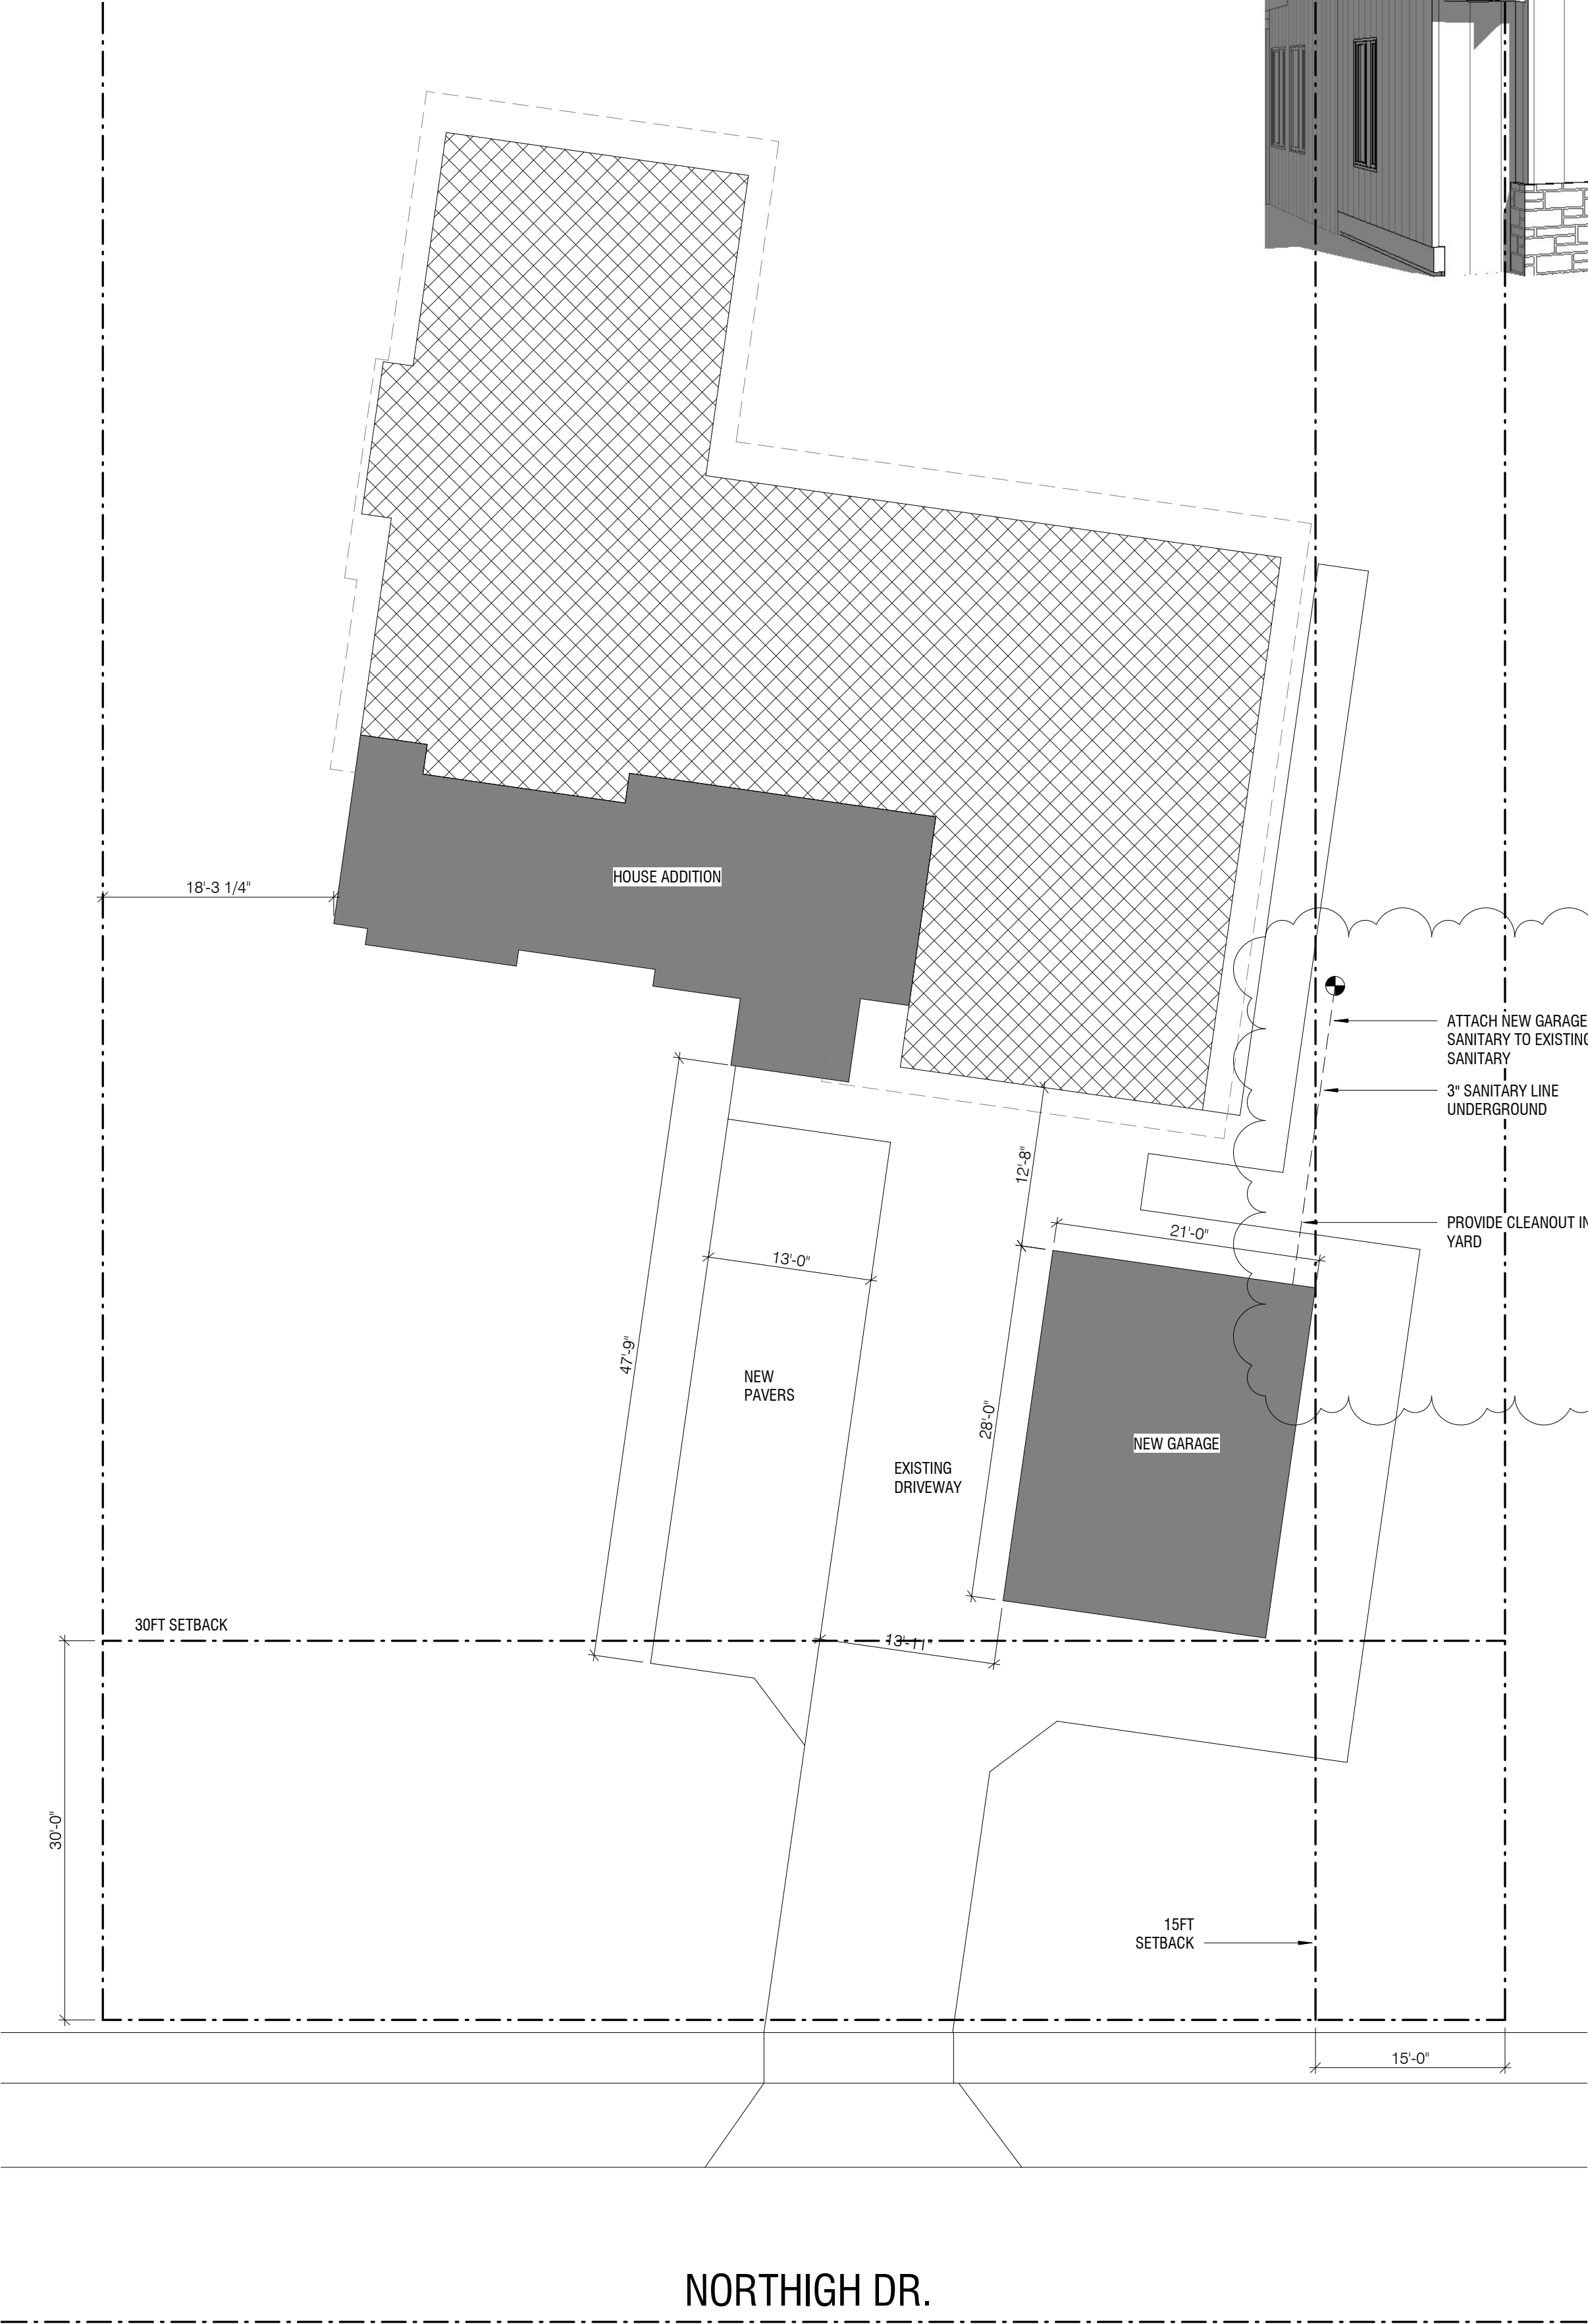 HOUSE ADDITION
18'-3 1/4"
ATTACH NEW GARAGE
SANITARY TO EXISTING
SANITARY
3" SANITARY LINE
UNDERGROUND
12'-8"
PROVIDE CLEANOUT IN
YARD
21'-0"
13'-0"
47'-9"
NEW
PAVERS
28'-0"
NEW GARAGE
EXISTING
DRIVEWAY
30FT SETBACK
13'-11"
30'-0"
15FT
SETBACK
15'-0"
NORTHIGH DR.